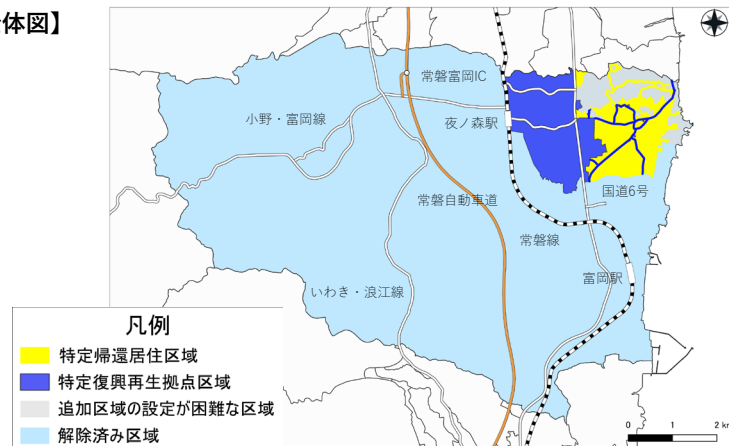 体図】
常磐富岡IC
小野・富岡線
夜ノ森駅
国道6号
常磐自動車道
常磐線
富岡駅
いわき・浪江線
凡例
特定帰還居住区域
特定復興再生拠点区域
追加区域の設定が困難な区域
解除済み区域
0 1 2 km